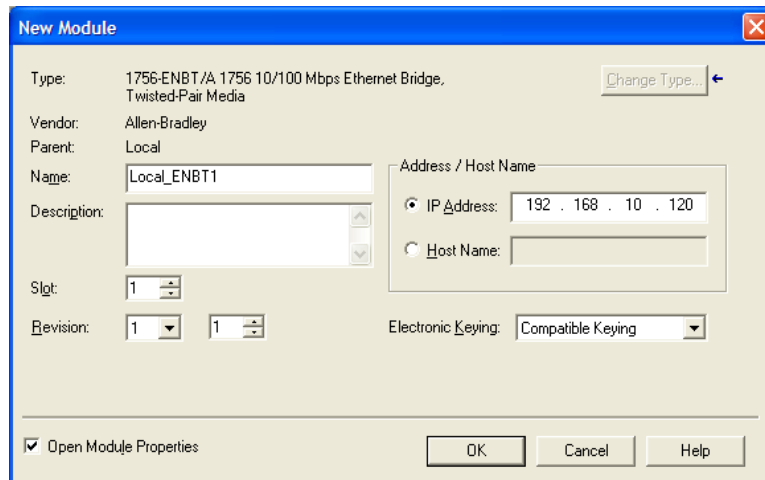 New Module
Type: 1756-ENBT/A 1756 10/100 Mbps Ethernet Bridge,
Twisted-Pair Media
Change Type...
Vendor: Allen-Bradley
Parent: Local
Name: Local_ENBT1
Description:
Address / Host Name
IP Address: 192 . 168 . 10 . 120
Host Name:
Slot: 1
Revision: 1 1
Electronic Keying: Compatible Keying
Open Module Properties
OK Cancel Help